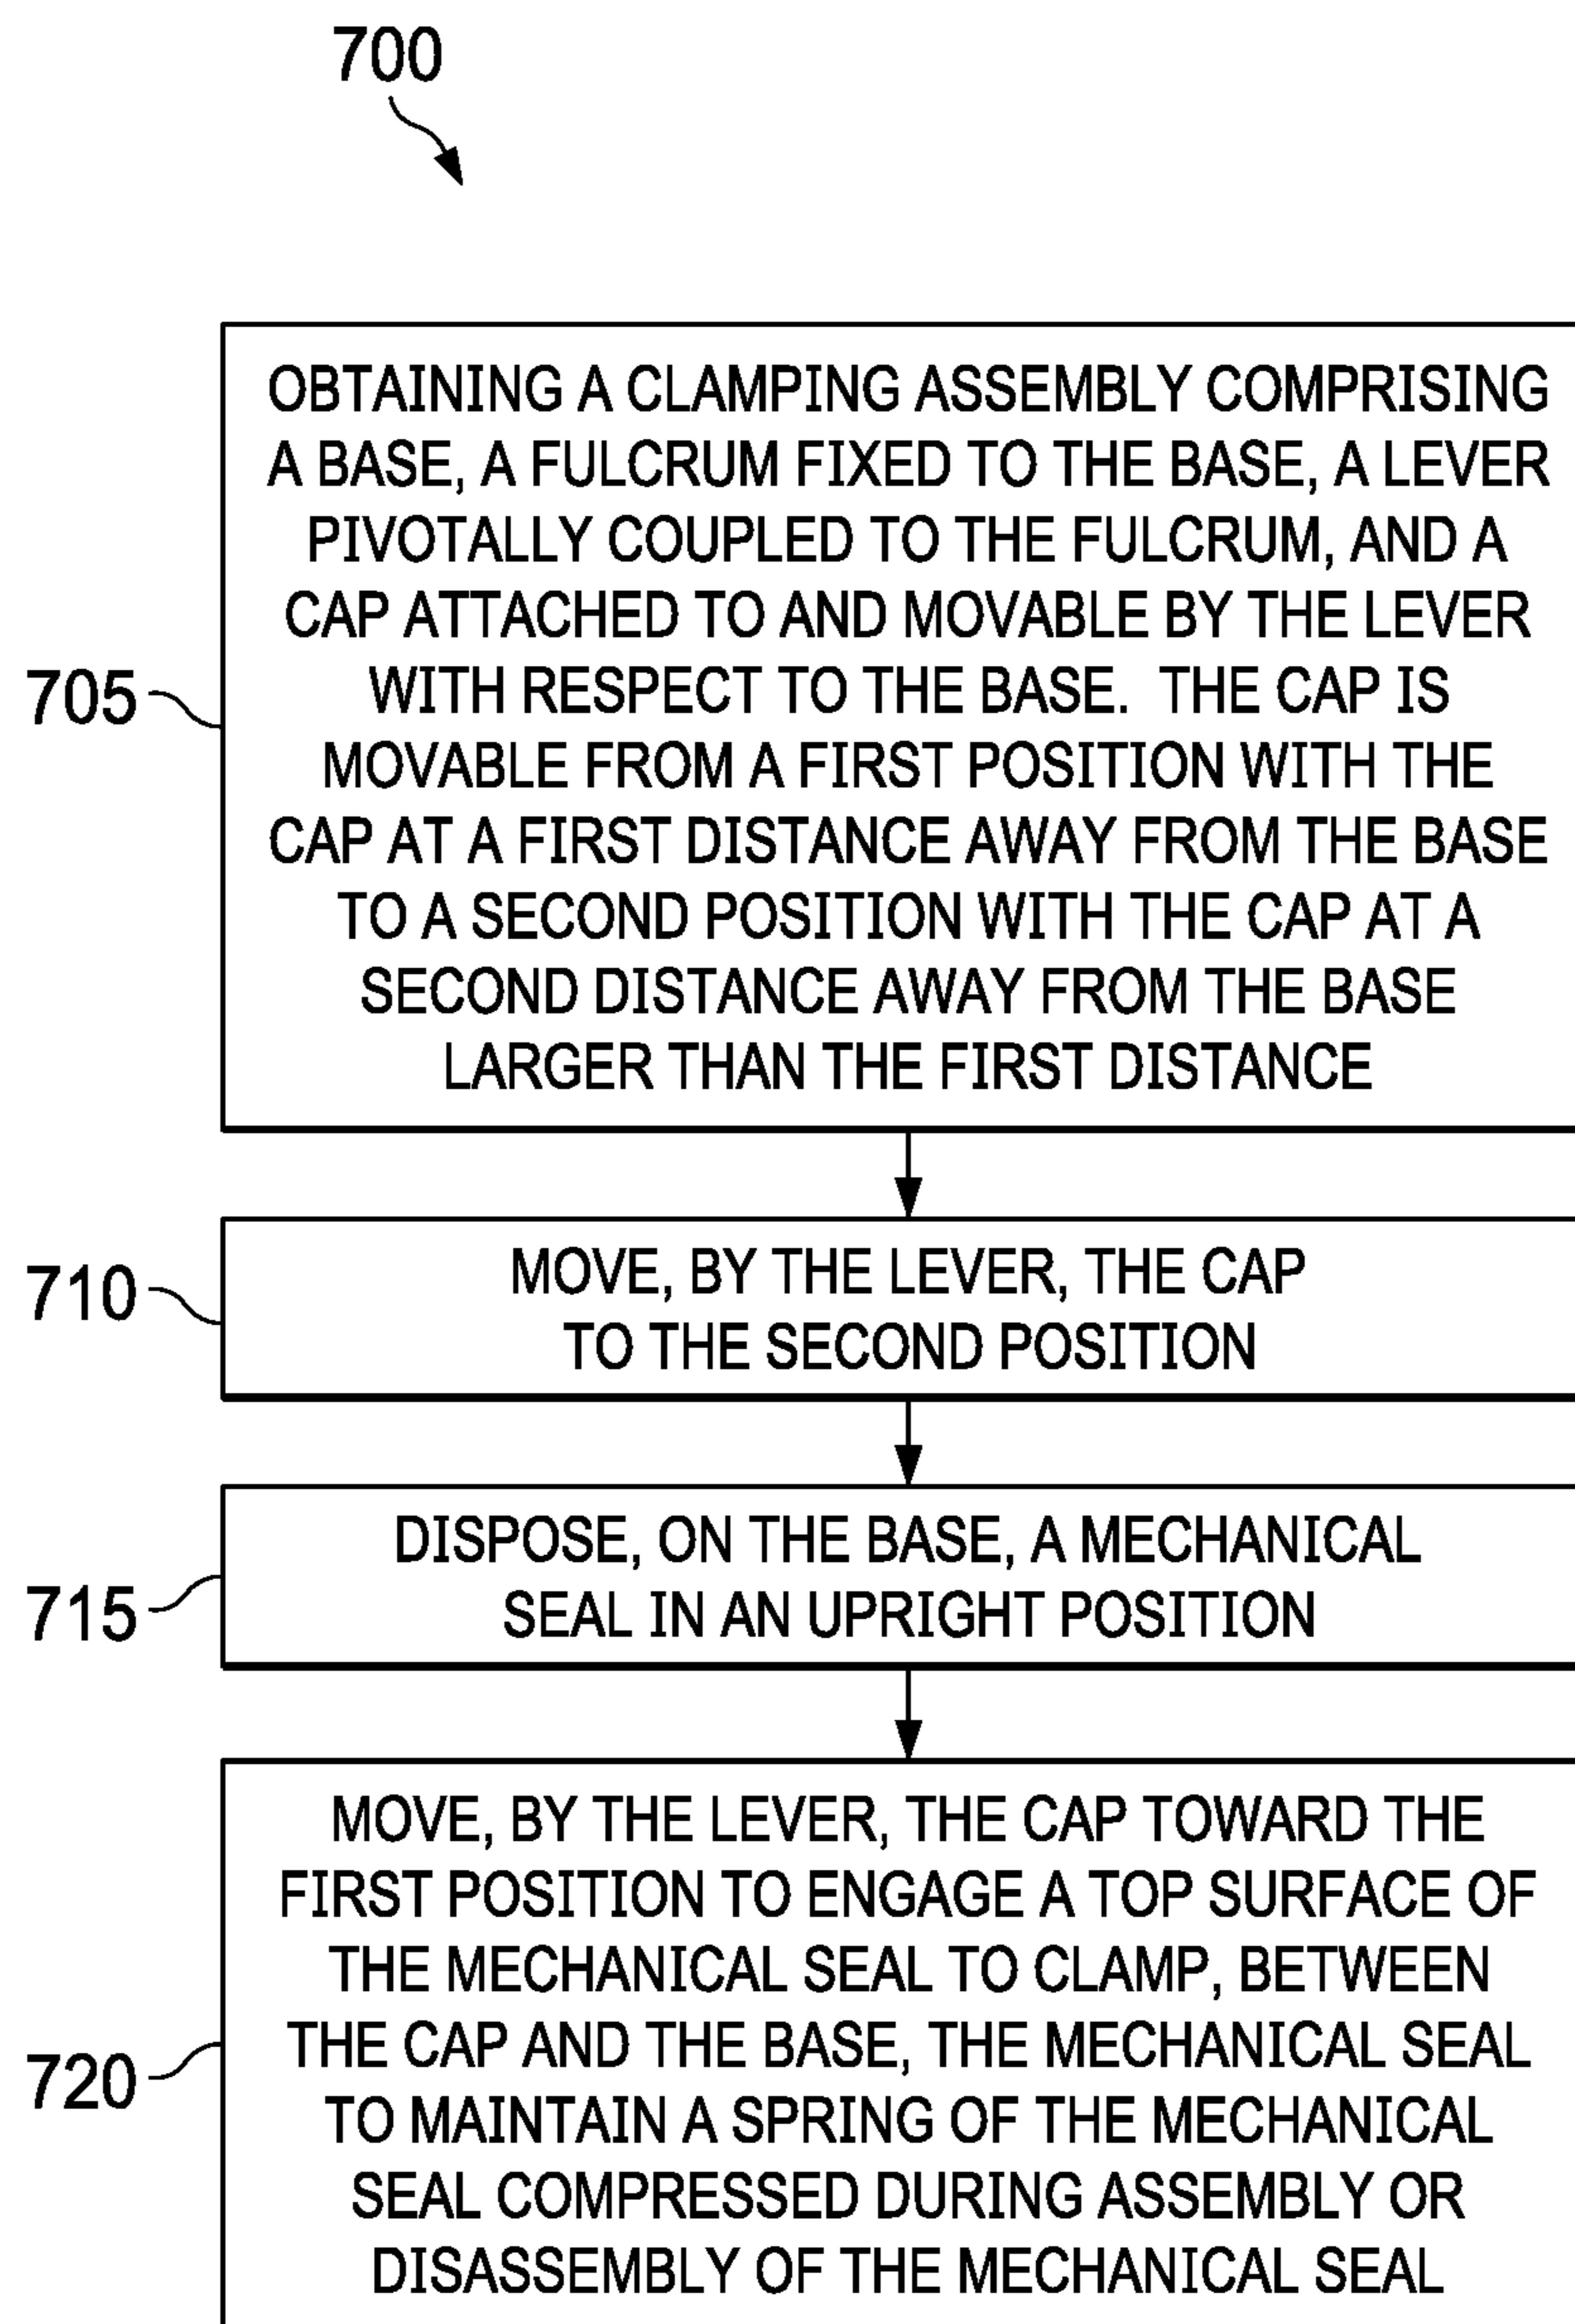 700
OBTAINING A CLAMPING ASSEMBLY COMPRISING
A BASE, A FULCRUM FIXED TO THE BASE, A LEVER
PIVOTALLY COUPLED TO THE FULCRUM, AND A
CAP ATTACHED TO AND MOVABLE BY THE LEVER
WITH RESPECT TO THE BASE. THE CAP IS
MOVABLE FROM A FIRST POSITION WITH THE
CAP AT A FIRST DISTANCE AWAY FROM THE BASE
TO A SECOND POSITION WITH THE CAP AT A
SECOND DISTANCE AWAY FROM THE BASE
LARGER THAN THE FIRST DISTANCE
705
MOVE, BY THE LEVER, THE CAP
TO THE SECOND POSITION
710
DISPOSE, ON THE BASE, A MECHANICAL
SEAL IN AN UPRIGHT POSITION
715
MOVE, BY THE LEVER, THE CAP TOWARD THE
FIRST POSITION TO ENGAGE A TOP SURFACE OF
THE MECHANICAL SEAL TO CLAMP, BETWEEN
THE CAP AND THE BASE, THE MECHANICAL SEAL
TO MAINTAIN A SPRING OF THE MECHANICAL
SEAL COMPRESSED DURING ASSEMBLY OR
DISASSEMBLY OF THE MECHANICAL SEAL
720